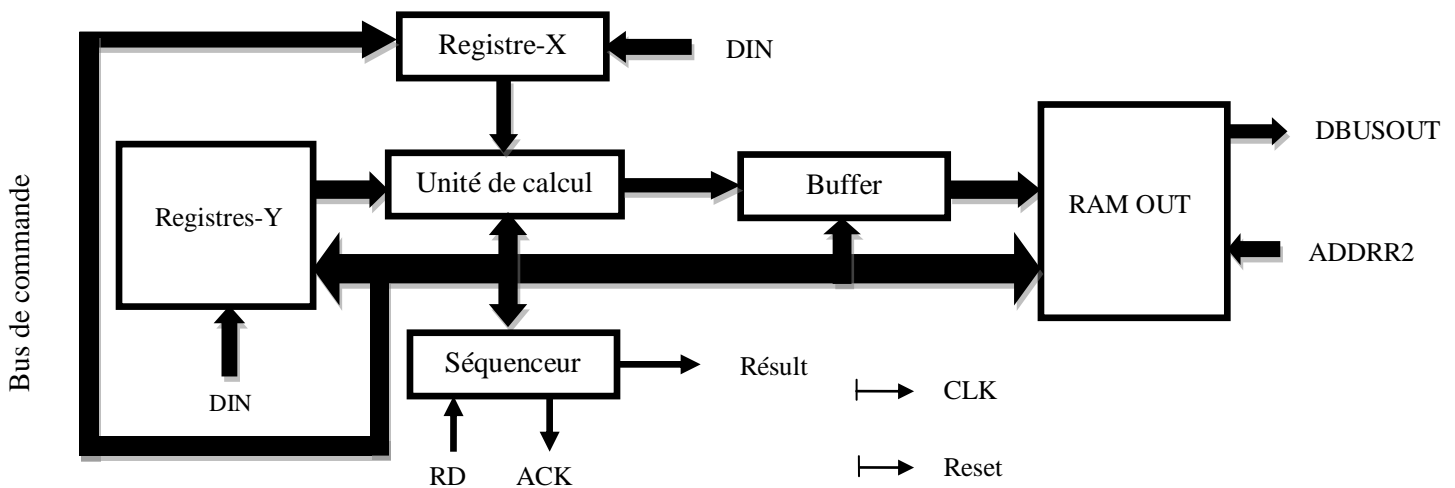 Registre-X
DIN
DBUSOUT
Unité de calcul
Buffer
Registres-Y
RAM OUT
ADDRR2
Bus de commande
Séquenceur
Résult
DIN
CLK
RD
ACK
Reset